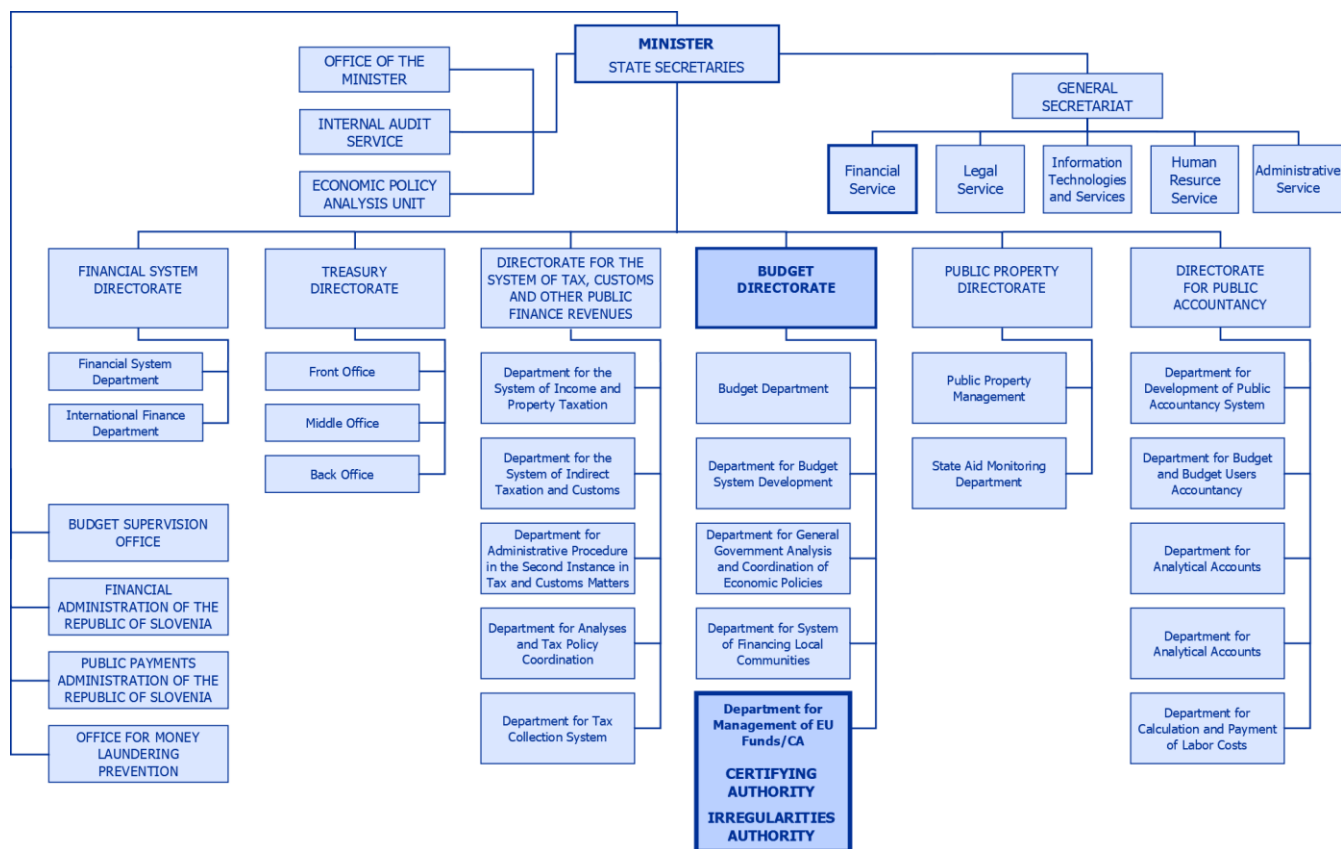 MINISTER
STATE SECRETARIES
OFFICE OF THE
MINISTER
INTERNAL AUDIT
SERVICE
ECONOMIC POLICY
ANALYSIS UNIT
GENERAL
SECRETARIAT
Financial
Service
Legal
Service
Information
Technologies
and Services
Human
Resurce
Service
Administrative
Service
FINANCIAL SYSTEM
DIRECTORATE
Financial System
Department
International Finance
Department
TREASURY
DIRECTORATE
Front Office
Middle Office
Back Office
DIRECTORATE FOR THE
SYSTEM OF TAX, CUSTOMS
AND OTHER PUBLIC
FINANCE REVENUES
Department for the
System of Income and
Property Taxation
Department for the
System of Indirect
Taxation and Customs
Department for
Administrative Procedure
in the Second Instance in
Tax and Customs Matters
Department for Analyses
and Tax Policy
Coordination
Department for Tax
Collection System
BUDGET
DIRECTORATE
Budget Department
Department for Budget
System Development
Department for General
Government Analysis
and Coordination of
Economic Policies
Department for System
of Financing Local
Communities
Department for
Management of EU
Funds/CA
CERTIFYING
AUTHORITY
IRREGULARITIES
AUTHORITY
PUBLIC PROPERTY
DIRECTORATE
Public Property
Management
State Aid Monitoring
Department
DIRECTORATE
FOR PUBLIC
ACCOUNTANCY
Department for
Development of Public
Accountancy System
Department for Budget
and Budget Users
Accountancy
Department for
Analytical Accounts
Department for
Analytical Accounts
Department for
Calculation and Payment
of Labor Costs
BUDGET SUPERVISION
OFFICE
FINANCIAL
ADMINISTRATION OF THE
REPUBLIC OF SLOVENIA
PUBLIC PAYMENTS
ADMINISTRATION OF THE
REPUBLIC OF SLOVENIA
OFFICE FOR MONEY
LAUNDERING
PREVENTION